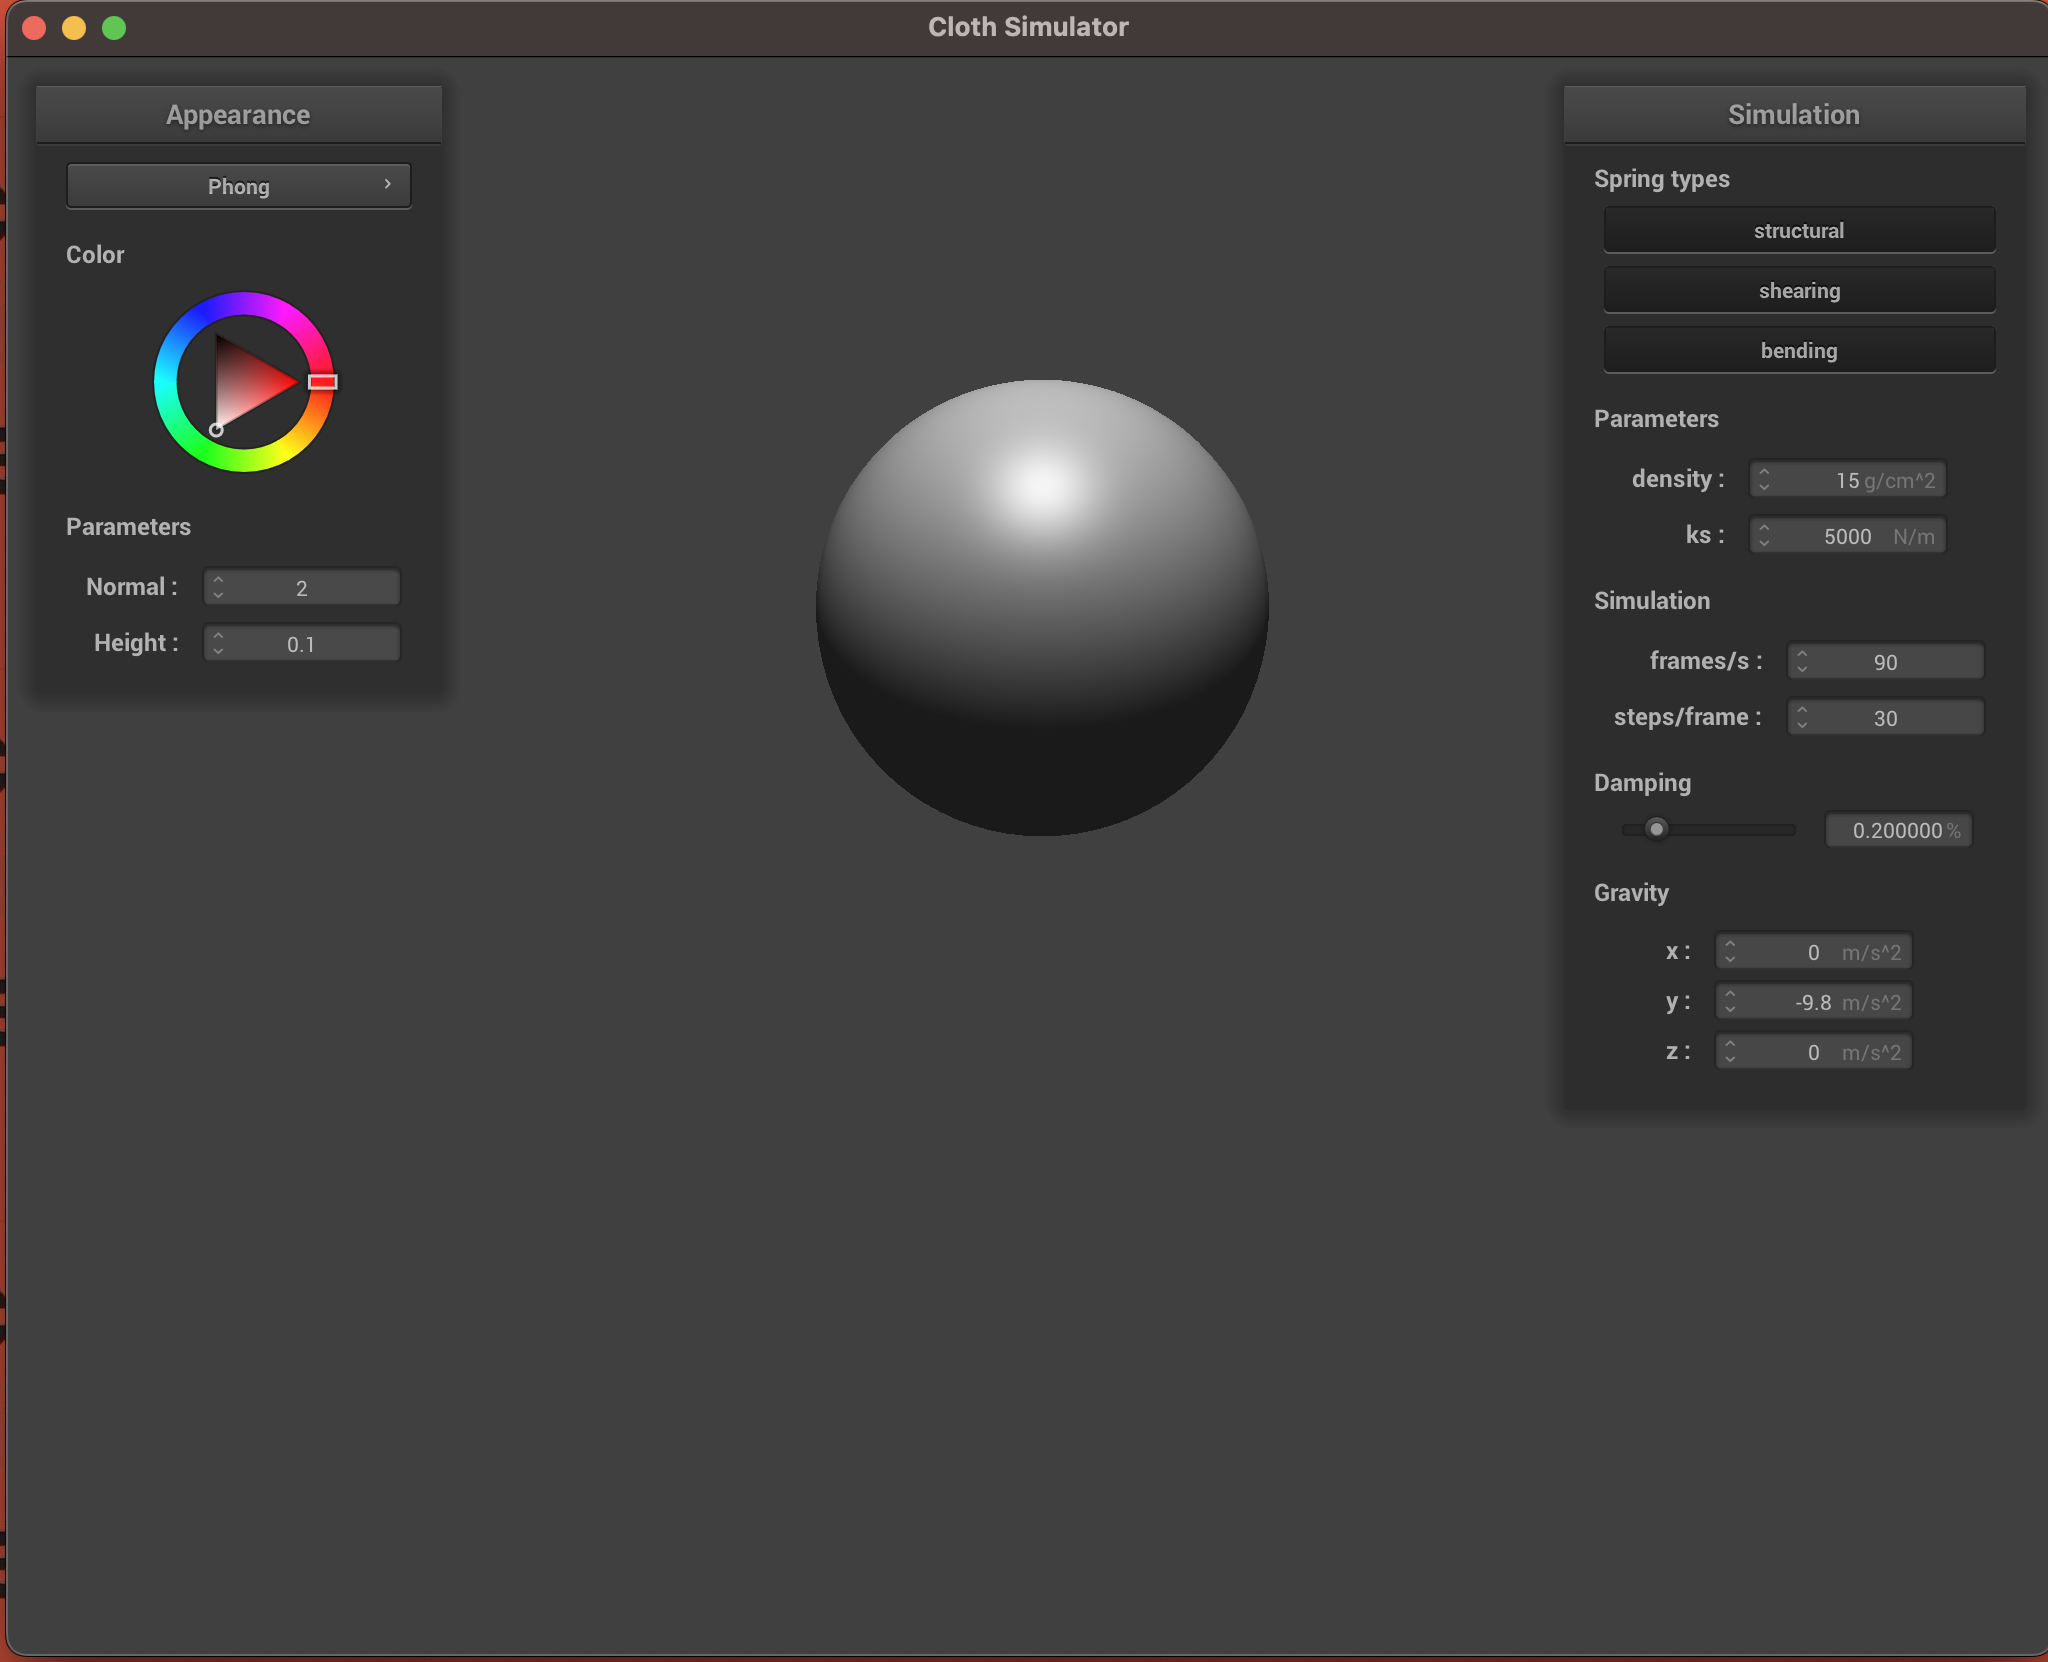 Cloth Simulator
Appearance
Phong
Color
Parameters
Normal : 2
Height : 0.1
Simulation
Spring types
structural
shearing
bending
Parameters
density : 15 g/cm^2
ks : 5000 N/m
Simulation
frames/s : 90
steps/frame : 30
Damping
0.200000 %
Gravity
x : 0 m/s^2
y : -9.8 m/s^2
z : 0 m/s^2